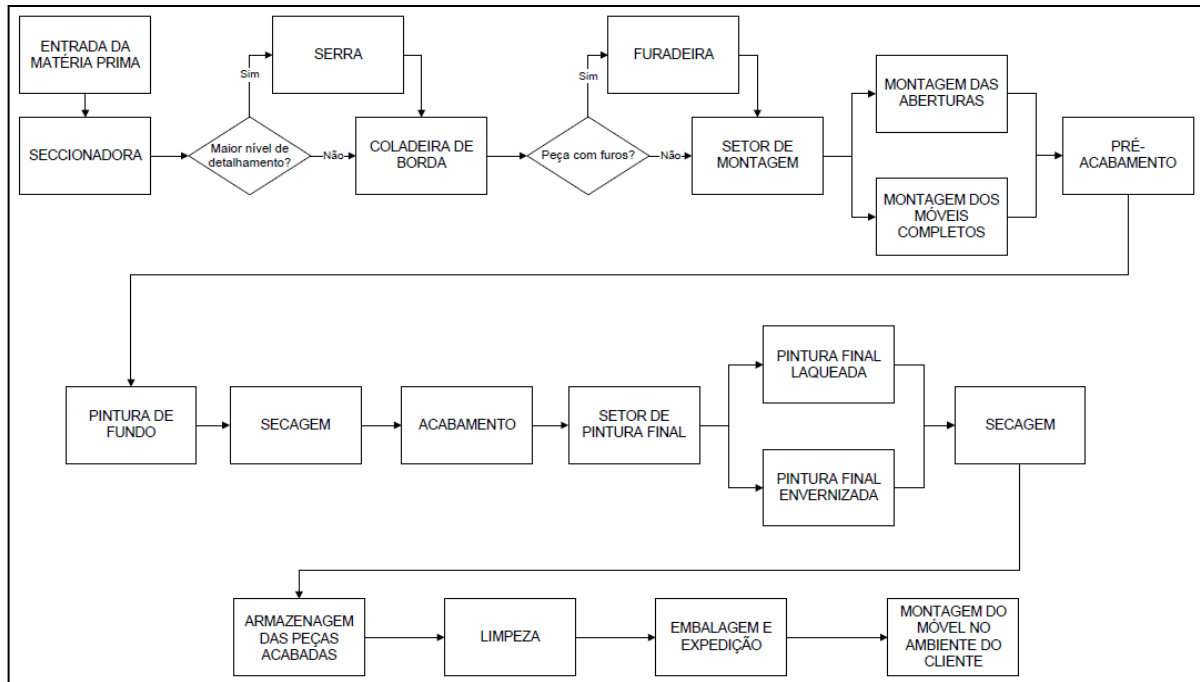 ENTRADA DA
MATÉRIA PRIMA
SERRA
FURADEIRA
MONTAGEM DAS
ABERTURAS
Sim
Sim
SECCIONADORA
Maior nível de
detalhamento?
Não
COLADEIRA DE
BORDA
Peça com furos?
Não
SETOR DE
MONTAGEM
PRÉ-
ACABAMENTO
MONTAGEM DOS
MÓVEIS
COMPLETOS
PINTURA DE
FUNDO
SECAGEM
ACABAMENTO
SETOR DE
PINTURA FINAL
PINTURA FINAL
LAQUEADA
PINTURA FINAL
ENVERNIZADA
SECAGEM
ARMAZENAGEM
DAS PEÇAS
ACABADAS
LIMPEZA
EMBALAGEM E
EXPEDIÇÃO
MONTAGEM DO
MÓVEL NO
AMBIENTE DO
CLIENTE